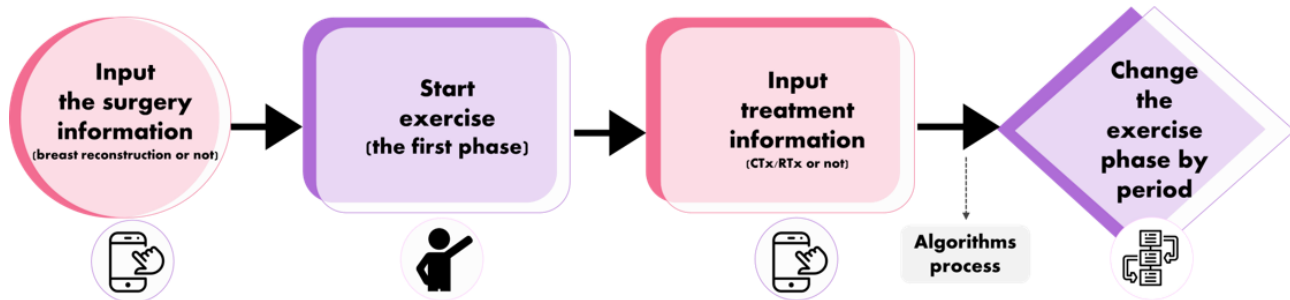 Input
the surgery
information
(breast reconstruction or not)
Start
exercise
(the first phase)
Input
treatment
information
(CTx/RTx or not)
Algorithms
process
Change
the
exercise
phase by
period